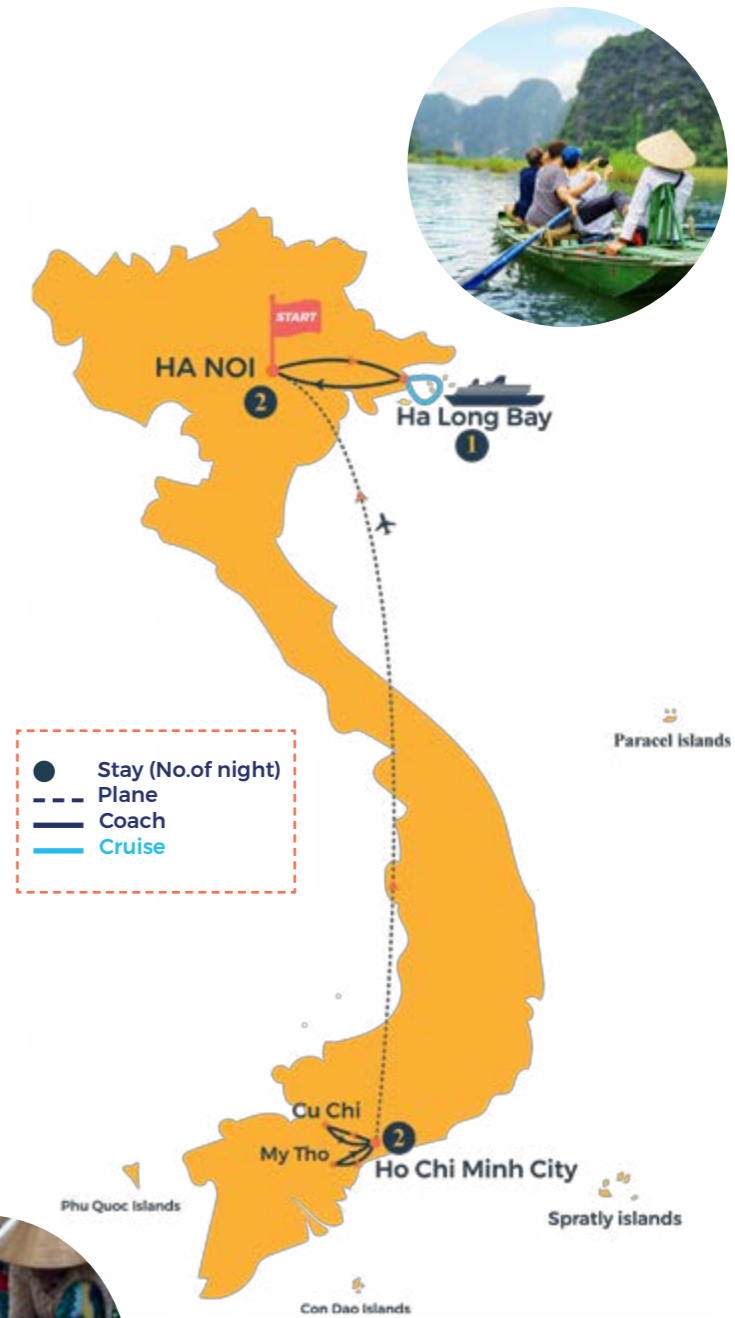 START
HA NOI
2
Ha Long Bay
1
Paracel islands
Stay (No.of night)
Plane
Coach
Cruise
Cu Chi
2
My Tho
Ho Chi Minh City
Phu Quoc Islands
Spratly islands
Con Dao Islands